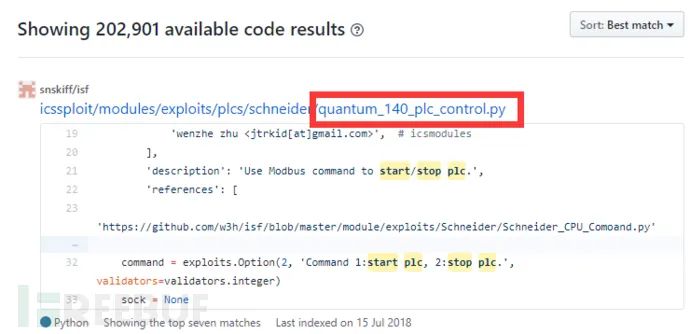 Showing 202,901 available code results
Sort: Best match
snskiff/isf
icssploit/modules/exploits/plcs/schneider/quantum_140_plc_control.py
19 'wenzhe zhu <jtrkid[at]gmail.com>', # icsmodules
20 ],
21 'description': 'Use Modbus command to start/stop plc.',
22 'references': [
23
'https://github.com/w3h/isf/blob/master/module/exploits/Schneider/Schneider_CPU_Comoand.py'
32 command = exploits.Option(2, 'Command 1:start plc, 2:stop plc.',
validators=validators.integer)
33 sock = None
Python Showing the top seven matches Last indexed on 15 Jul 2018
FREEBUF